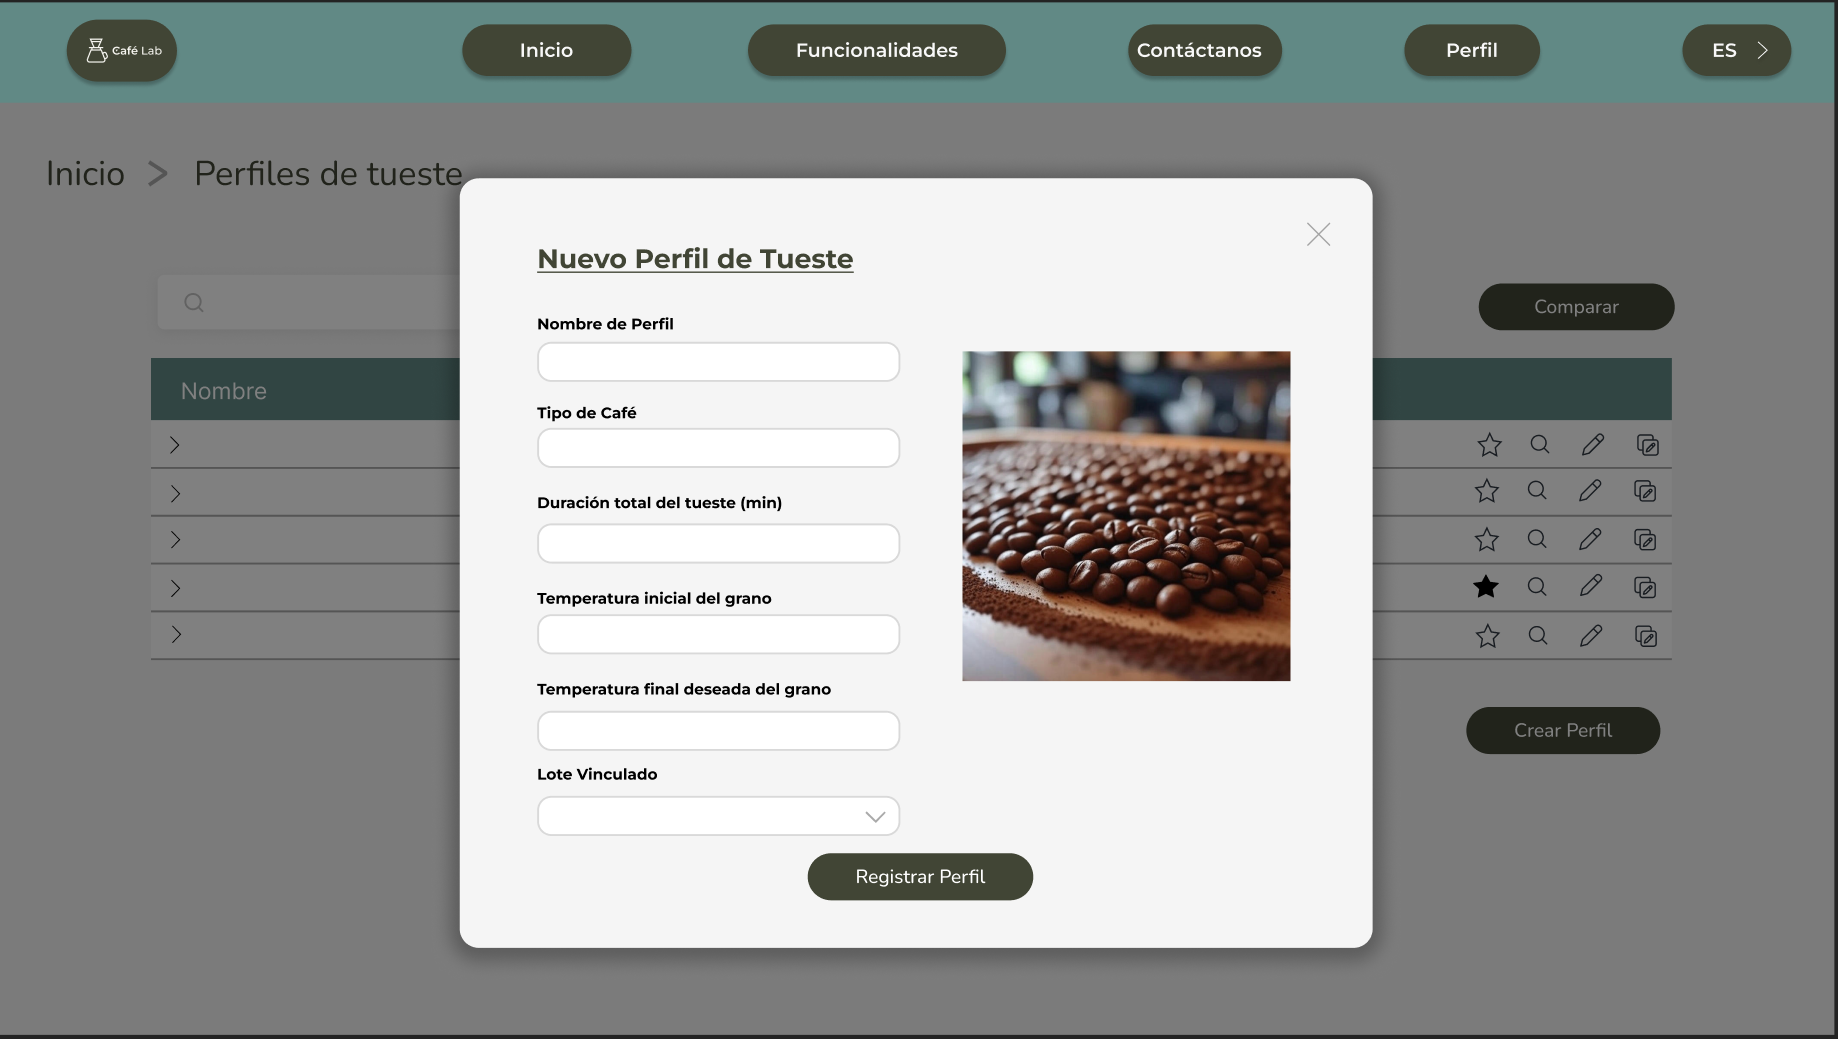 Café Lab
Inicio
Funcionalidades
Contáctanos
Perfil
ES
Inicio > Perfiles de tueste
Nuevo Perfil de Tueste
Nombre de Perfil
Tipo de Café
Duración total del tueste (min)
Temperatura inicial del grano
Temperatura final deseada del grano
Lote Vinculado
Registrar Perfil
Comparar
Nombre
Crear Perfil